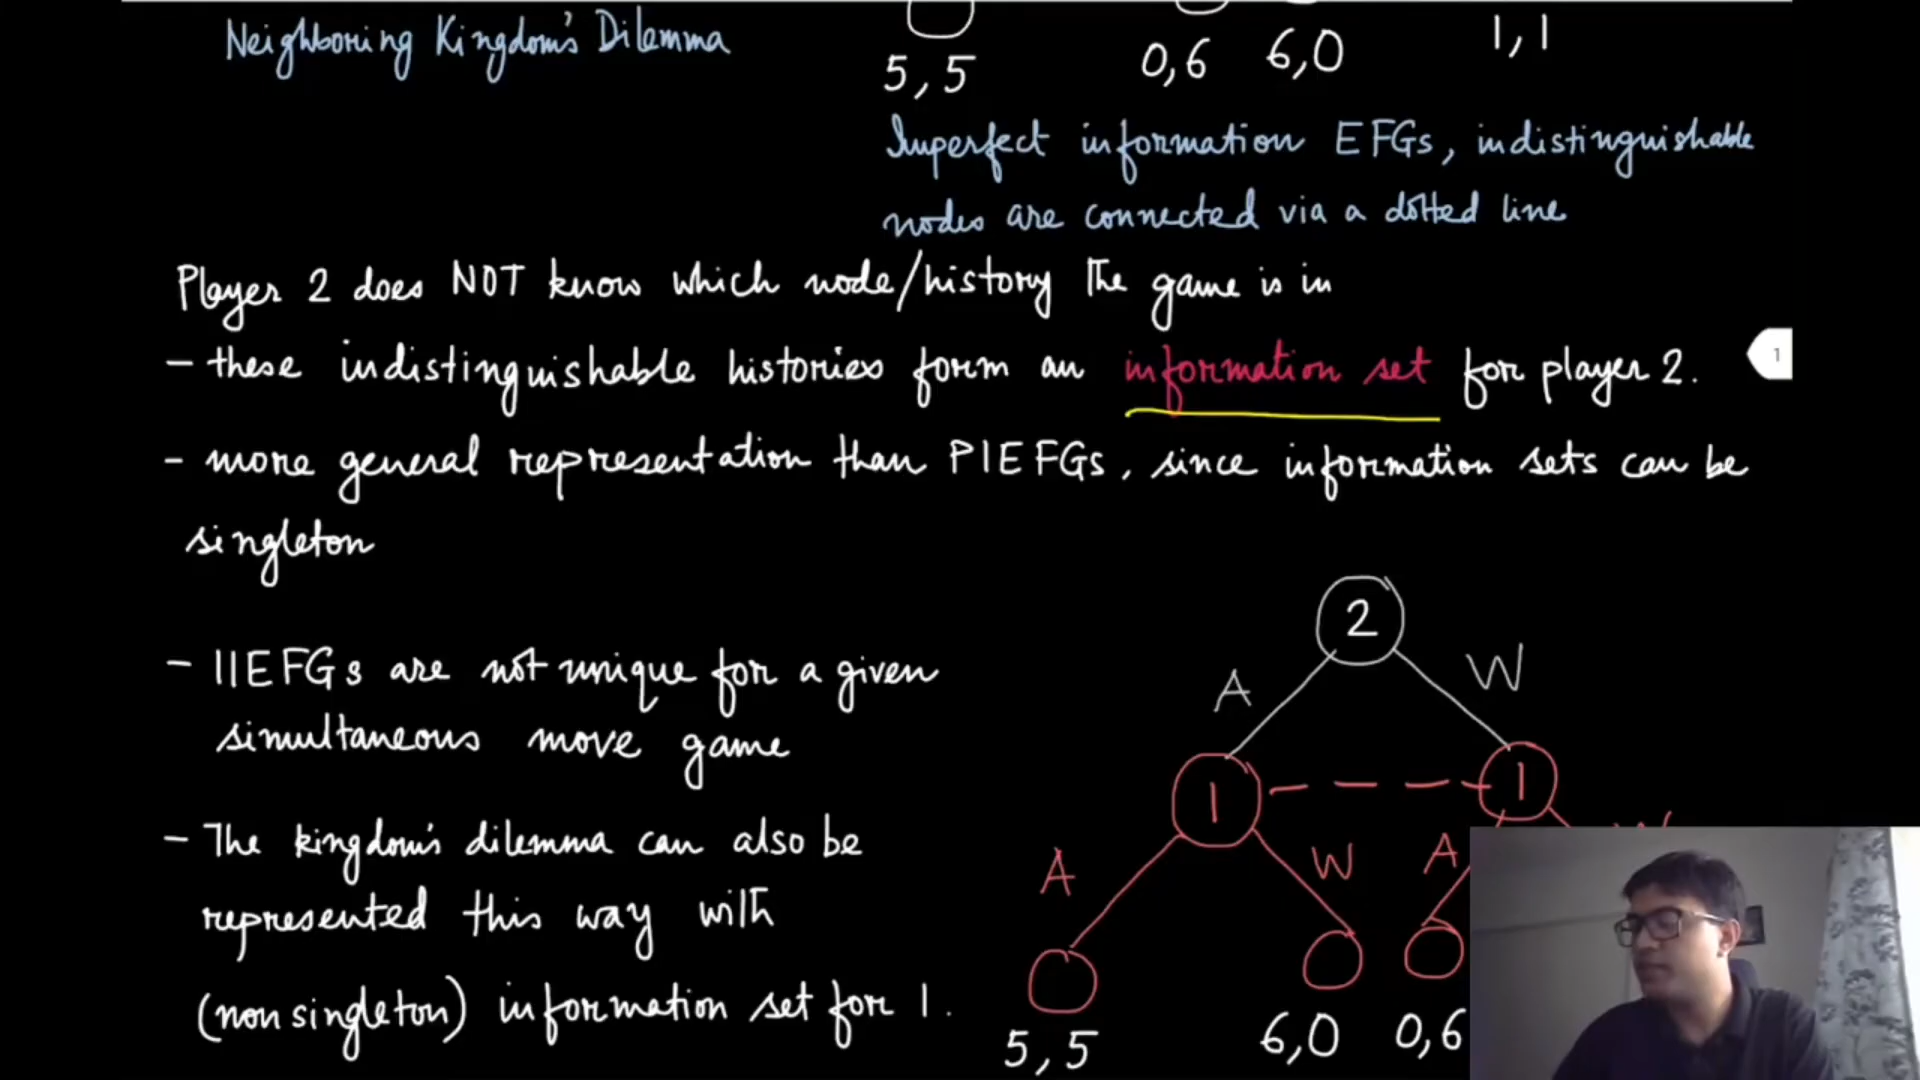 Neighboring Kingdom's Dilemma
5, 5
0,6
6,0
1, 1
Imperfect information EFGs, indistinguishable
nodes are connected via a dotted line
Player 2 does NOT know which node/history the game is in
- these indistinguishable histories form an information set for player 2.
1
- more general representation than PIEFGs, since information sets can be
singleton
- IIEFGs are not unique for a given
simultaneous move game
- The kingdom's dilemma can also be
represented this way with
(non singleton) information set for 1.
2
A
W
1
1
A
W
A
5, 5
6,0
0,6